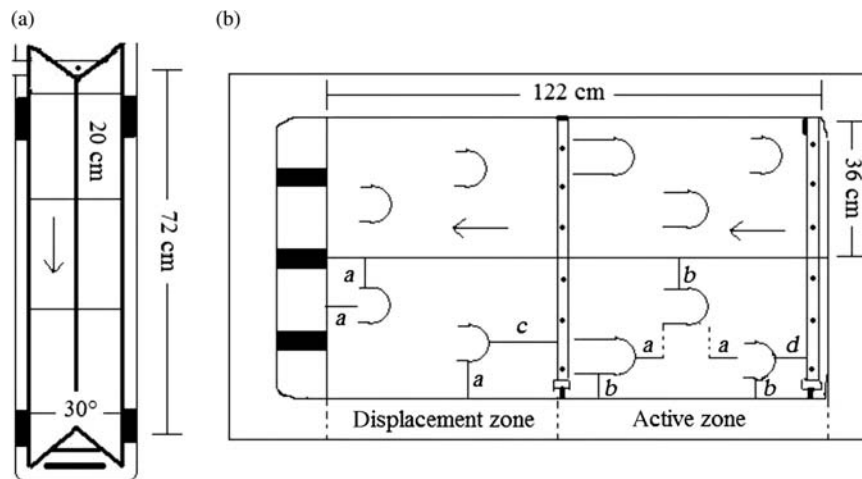 (a)
20 cm
72 cm
30°
(b)
122 cm
36 cm
a
b
a
c
a
a
d
a
b
b
Displacement zone
Active zone